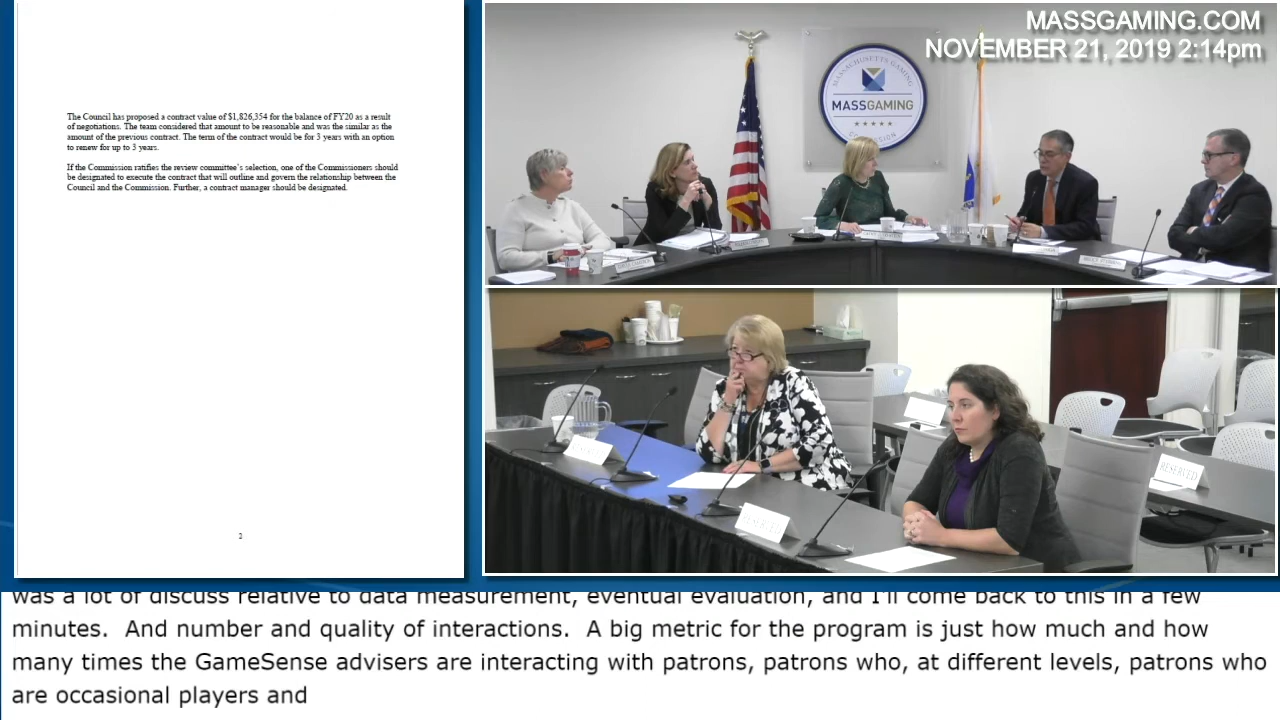 The Council has proposed a contract value of $1,826,354 for the balance of FY20 as a result
of negotiations. The team considered that amount to be reasonable and was the similar as the
amount of the previous contract. The term of the contract would be for 3 years with an option
to renew for up to 3 years.
If the Commission ratifies the review committee's selection, one of the Commissioners should
be designated to execute the contract that will outline and govern the relationship between the
Council and the Commission. Further, a contract manager should be designated.
2
MASSGAMING.COM
NOVEMBER 21, 2019 2:14pm
MASSACHUSETTS GAMING
MASSGAMING
COMMISSION
RESERVED
RESERVED
RESERVED
was a lot of discuss relative to data measurement, eventual evaluation, and I'll come back to this in a few
minutes. And number and quality of interactions. A big metric for the program is just how much and how
many times the GameSense advisers are interacting with patrons, patrons who, at different levels, patrons who
are occasional players and